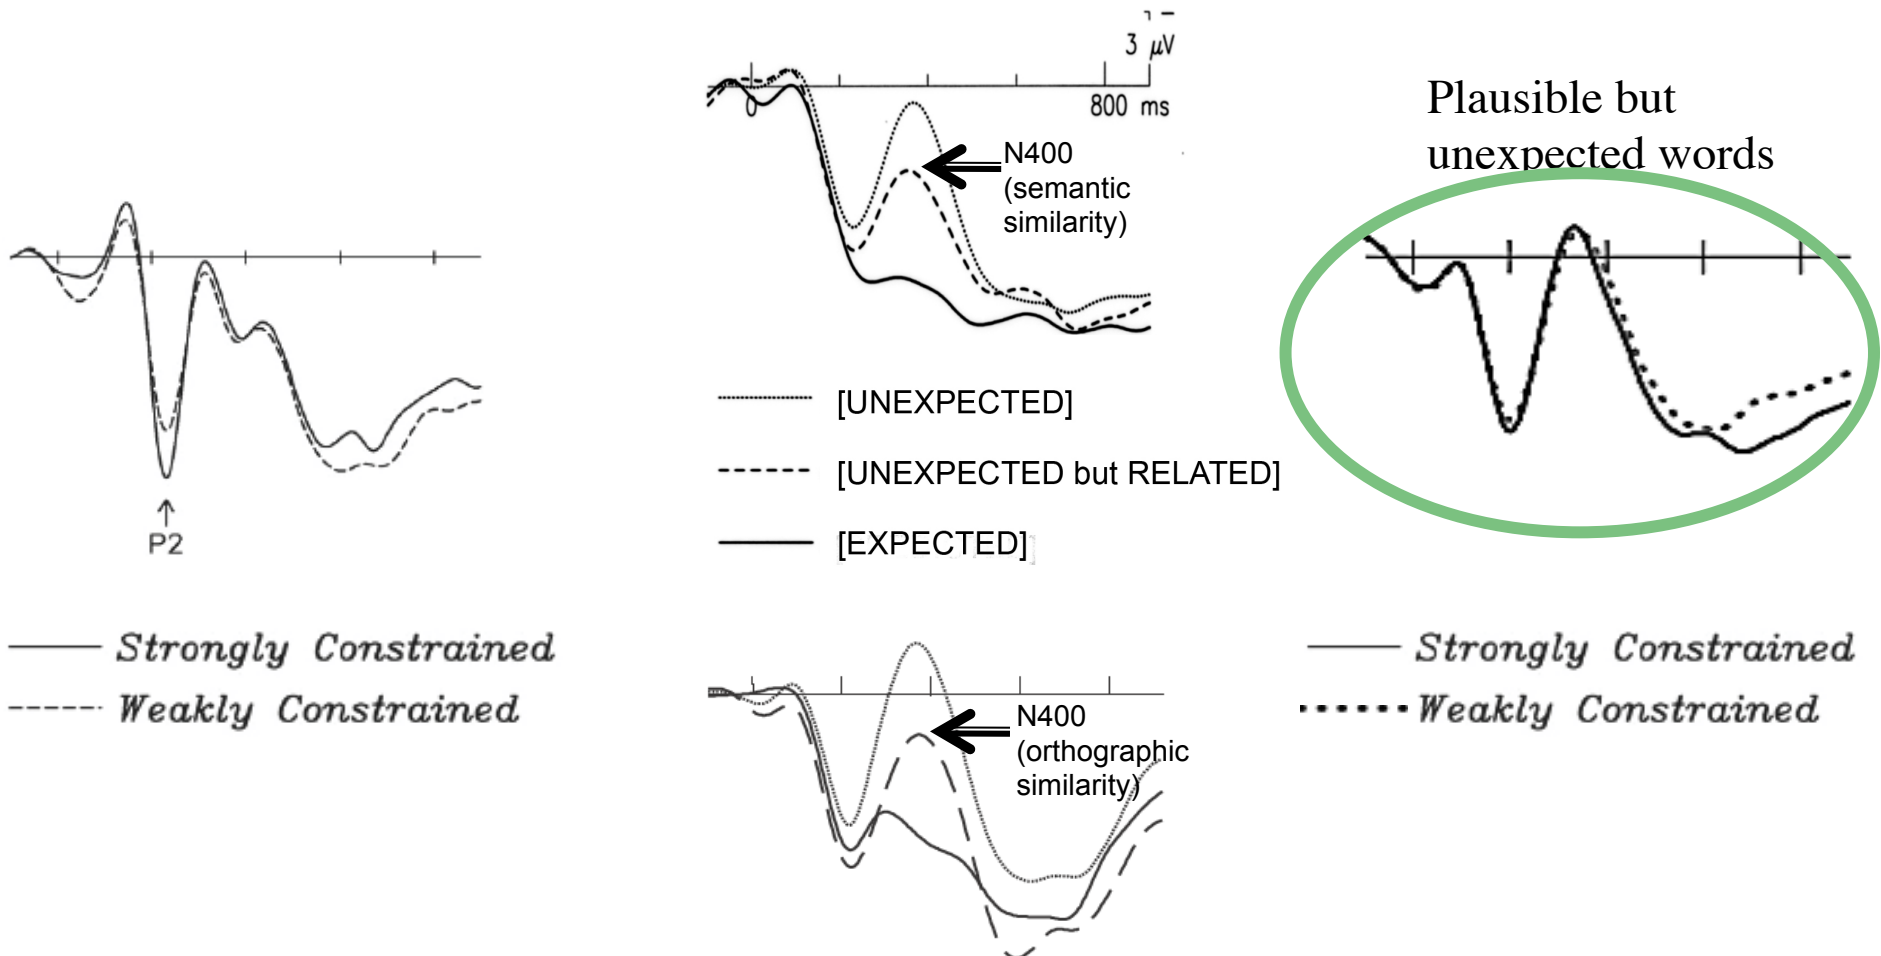 3 μV
0
800 ms
N400
(semantic
similarity)
Plausible but
unexpected words
P2
[UNEXPECTED]
[UNEXPECTED but RELATED]
[EXPECTED]
Strongly Constrained
Weakly Constrained
N400
(orthographic
similarity)
Strongly Constrained
Weakly Constrained